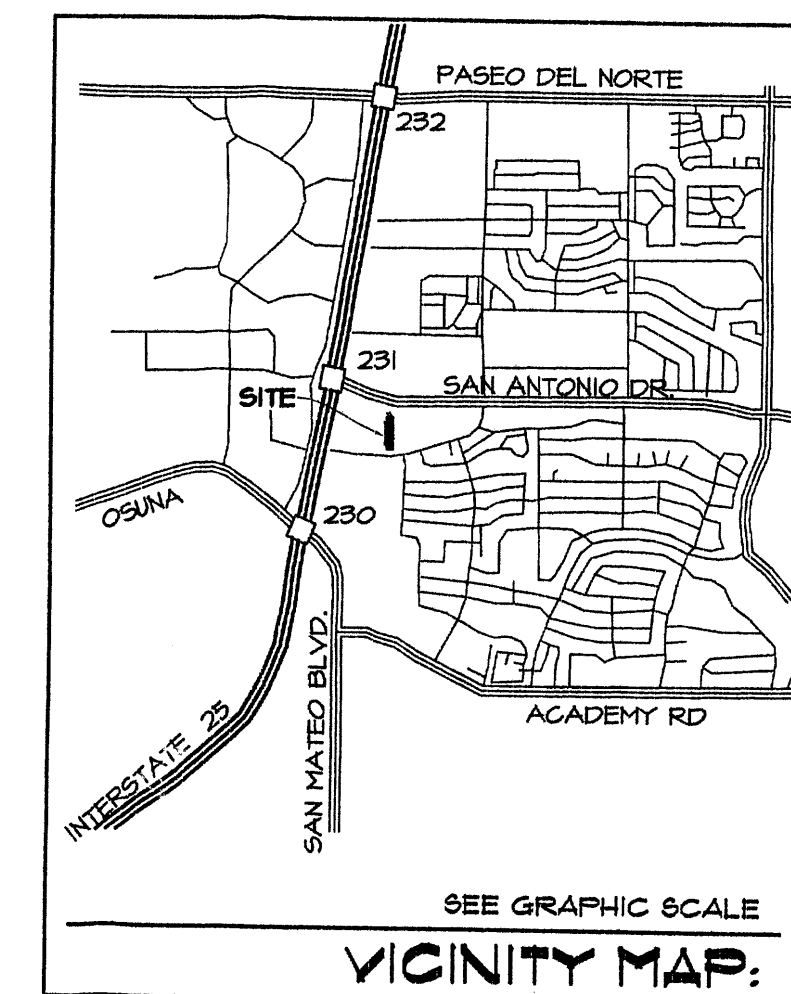 PASEO DEL NORTE
232
231
SAN ANTONIO DR.
SITE
OSUNA
230
SAN MATEO BLVD.
ACADEMY RD
INTERSTATE 25
SEE GRAPHIC SCALE
VICINITY MAP: